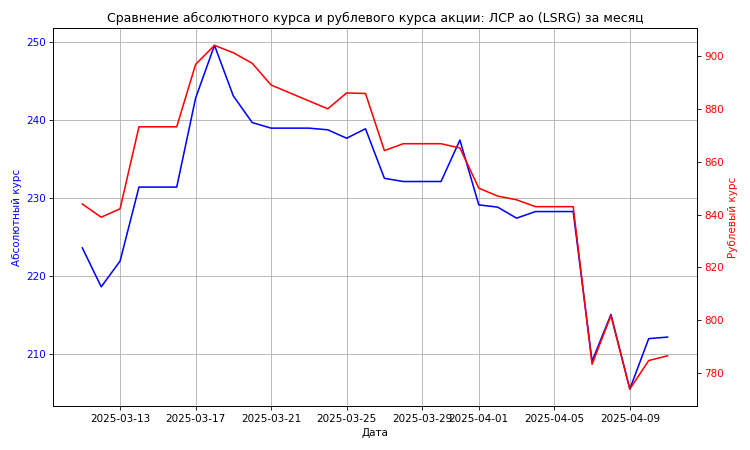 Сравнение абсолютного курса и рублевого курса акции: ЛСР ао (LSRG) за месяц
250
240
230
220
210
Абсолютный курс
900
880
860
840
820
800
780
Рублевый курс
2025-03-13 2025-03-17 2025-03-21 2025-03-25 2025-03-29 2025-04-01 2025-04-05 2025-04-09
Дата